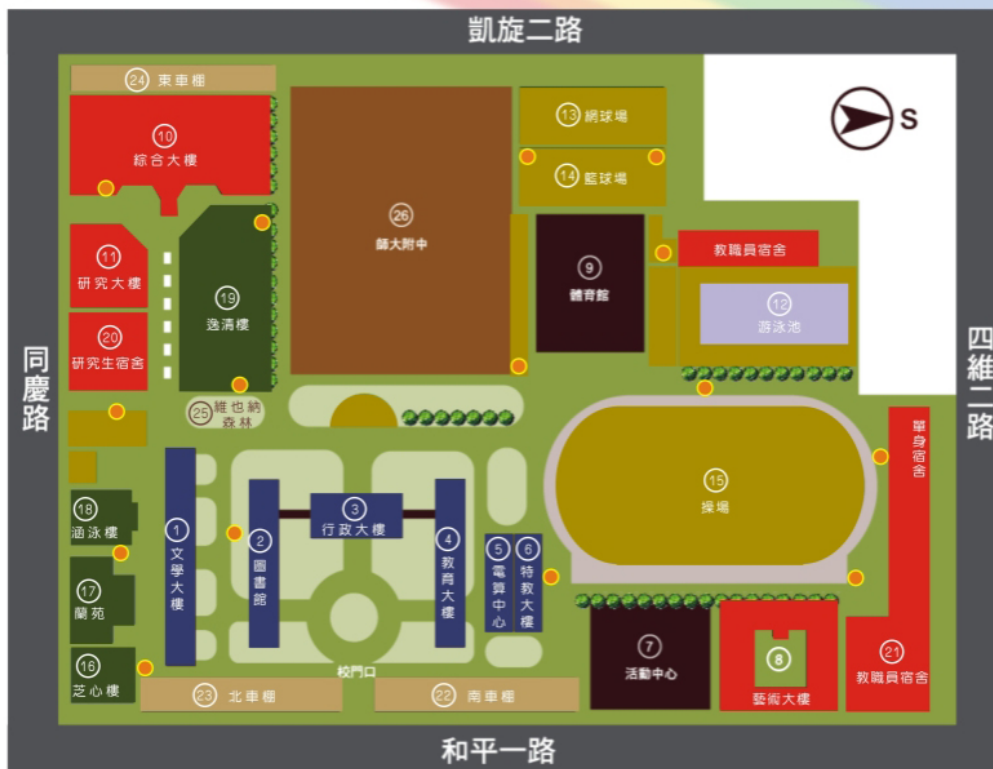 凱旋二路
24 東車棚
13 網球場
S
10
綜合大樓
14 籃球場
26
師大附中
11
研究大樓
教職員宿舍
9
體育館
19
逸清樓
12
游泳池
20
研究生宿舍
同慶路
四維二路
25 維也納
森林
單身宿舍
15
操場
18
涵泳樓
1
文學大樓
2
圖書館
3
行政大樓
4
教育大樓
5
電算中心
6
特教大樓
17
蘭苑
7
活動中心
8
藝術大樓
21
教職員宿舍
16
芝心樓
校門口
23 北車棚
22 南車棚
和平一路